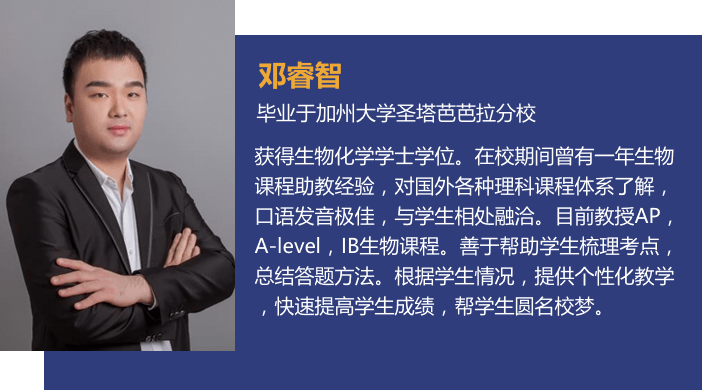 邓睿智
毕业于加州大学圣塔芭芭拉分校
获得生物化学学士学位。在校期间曾有一年生物
课程助教经验，对国外各种理科课程体系了解，
口语发音极佳，与学生相处融洽。目前教授AP，
A-level，IB生物课程。善于帮助学生梳理考点，
总结答题方法。根据学生情况，提供个性化教学
，快速提高学生成绩，帮学生圆名校梦。